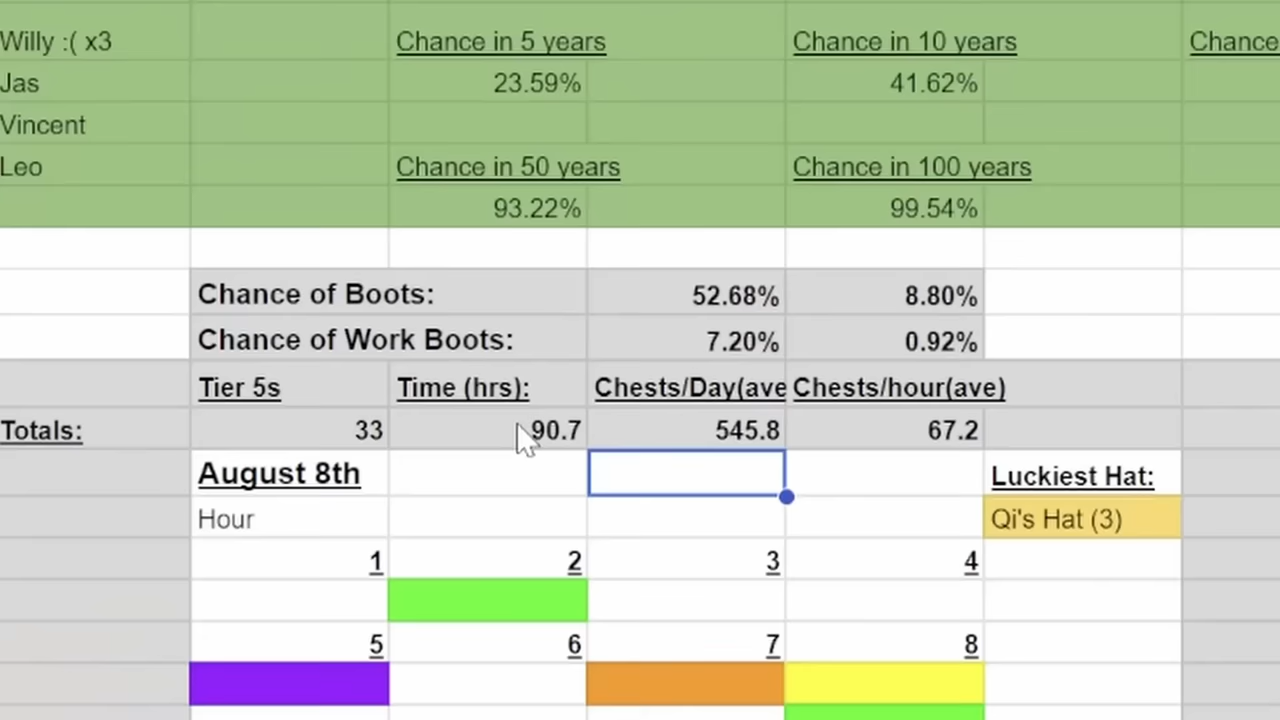 Willy :( x3 Chance in 5 years Chance in 10 years Chance
Jas 23.59% 41.62%
Vincent
Leo Chance in 50 years Chance in 100 years
93.22% 99.54%
Chance of Boots: 52.68% 8.80%
Chance of Work Boots: 7.20% 0.92%
Tier 5s Time (hrs): Chests/Day(ave Chests/hour(ave)
Totals: 33 90.7 545.8 67.2
August 8th Luckiest Hat:
Hour Qi's Hat (3)
1 2 3 4
5 6 7 8